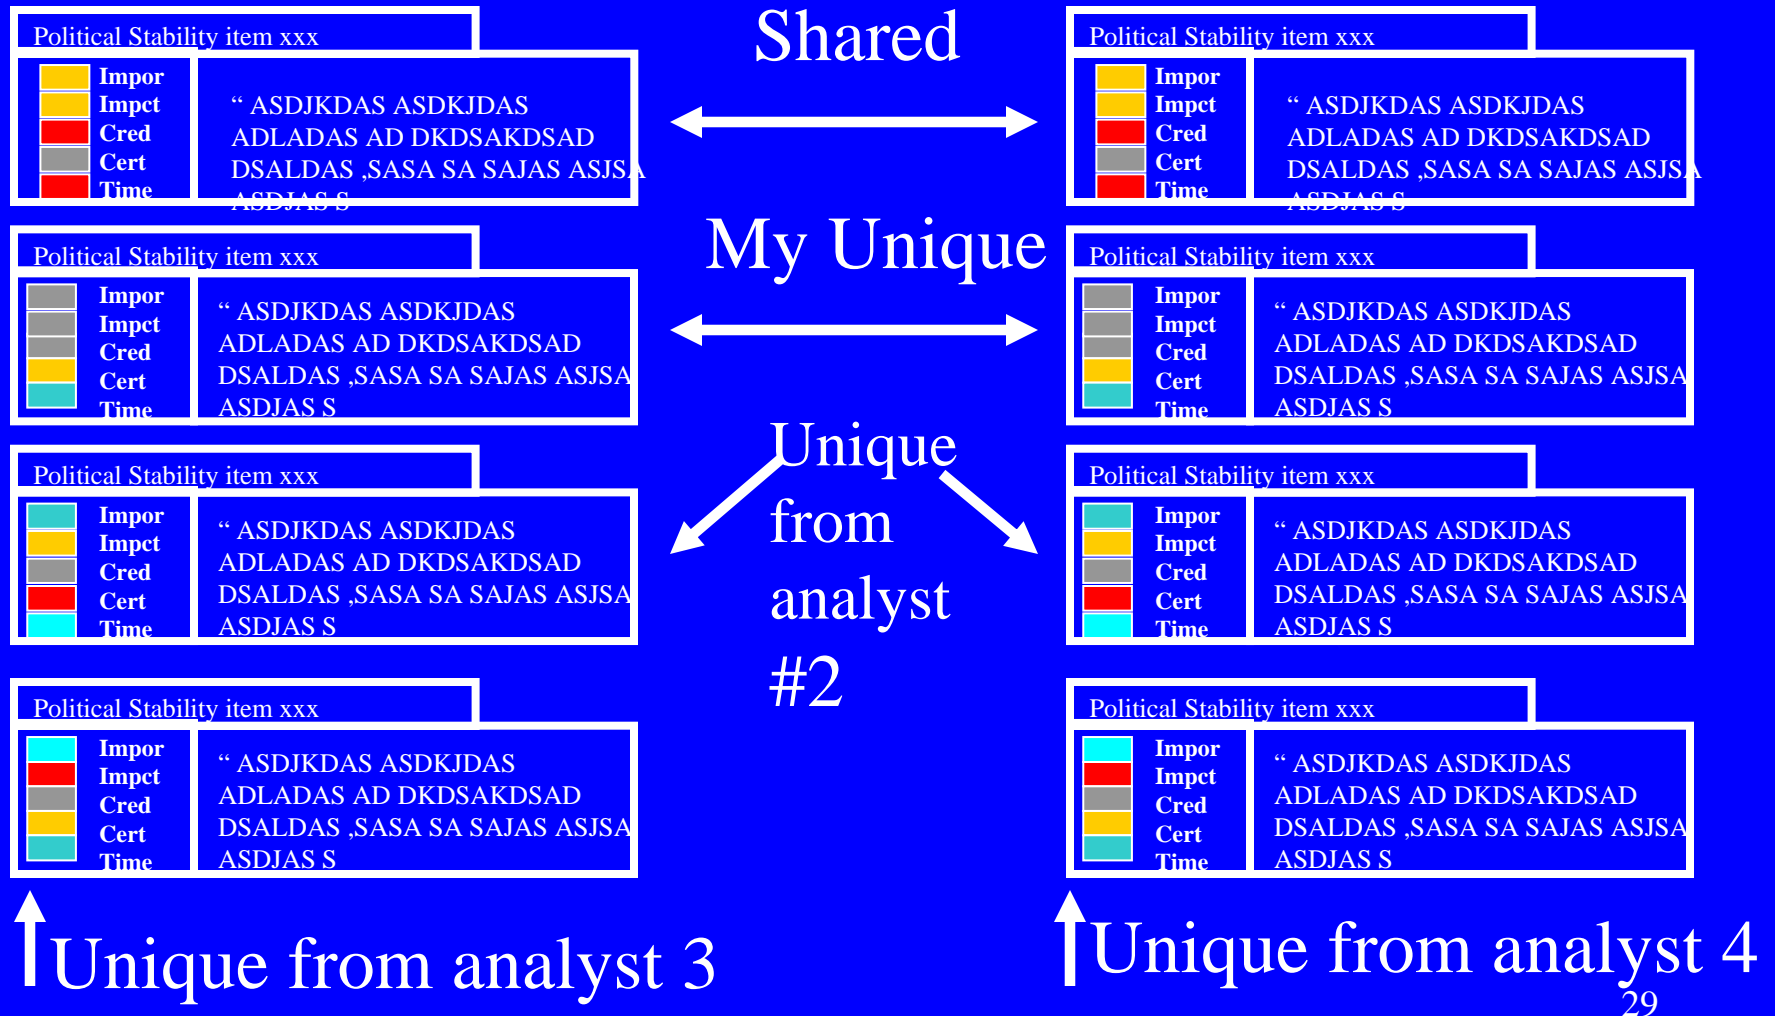 Political Stability item xxx
Impor
Impct
Cred
Cert
Time
“ ASDJKDAS ASDKJDAS
ADLADAS AD DKDSAKDSAD
DSALDAS ,SASA SA SAJAS ASJSA
ASDJAS S
Shared
Political Stability item xxx
Impor
Impct
Cred
Cert
Time
“ ASDJKDAS ASDKJDAS
ADLADAS AD DKDSAKDSAD
DSALDAS ,SASA SA SAJAS ASJSA
ASDJAS S
Political Stability item xxx
Impor
Impct
Cred
Cert
Time
“ ASDJKDAS ASDKJDAS
ADLADAS AD DKDSAKDSAD
DSALDAS ,SASA SA SAJAS ASJSA
ASDJAS S
My Unique
Political Stability item xxx
Impor
Impct
Cred
Cert
Time
“ ASDJKDAS ASDKJDAS
ADLADAS AD DKDSAKDSAD
DSALDAS ,SASA SA SAJAS ASJSA
ASDJAS S
Political Stability item xxx
Impor
Impct
Cred
Cert
Time
“ ASDJKDAS ASDKJDAS
ADLADAS AD DKDSAKDSAD
DSALDAS ,SASA SA SAJAS ASJSA
ASDJAS S
Unique
from
analyst
#2
Political Stability item xxx
Impor
Impct
Cred
Cert
Time
“ ASDJKDAS ASDKJDAS
ADLADAS AD DKDSAKDSAD
DSALDAS ,SASA SA SAJAS ASJSA
ASDJAS S
Political Stability item xxx
Impor
Impct
Cred
Cert
Time
“ ASDJKDAS ASDKJDAS
ADLADAS AD DKDSAKDSAD
DSALDAS ,SASA SA SAJAS ASJSA
ASDJAS S
Political Stability item xxx
Impor
Impct
Cred
Cert
Time
“ ASDJKDAS ASDKJDAS
ADLADAS AD DKDSAKDSAD
DSALDAS ,SASA SA SAJAS ASJSA
ASDJAS S
Unique from analyst 3
Unique from analyst 4
29